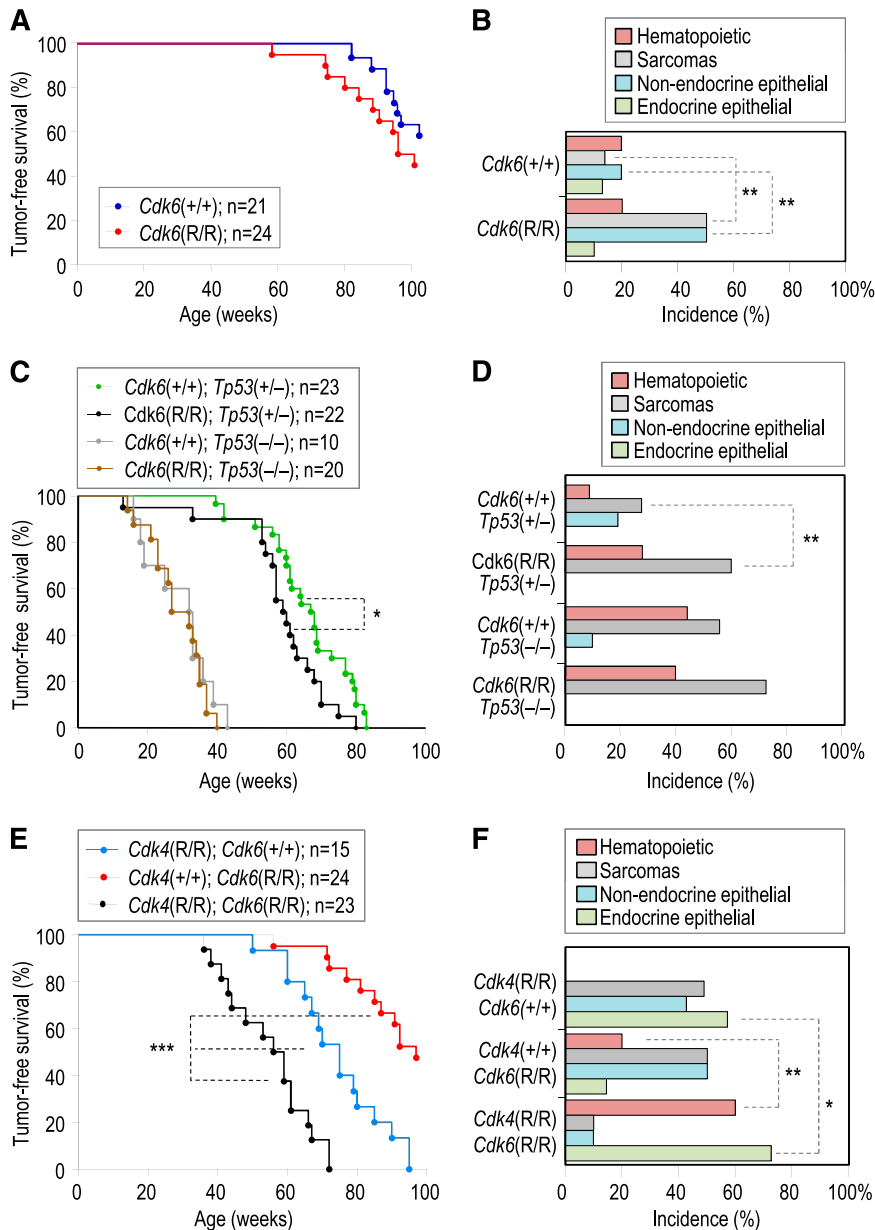 A
Tumor-free survival (%)
100
80
60
40
20
0
Cdk6(+/+); n=21
Cdk6(R/R); n=24
0 20 40 60 80 100
Age (weeks)
B
Hematopoietic
Sarcomas
Non-endocrine epithelial
Endocrine epithelial
Cdk6(+/+)
Cdk6(R/R)
**
**
0 20 40 60 80 100%
Incidence (%)
C
Cdk6(+/+); Tp53(+/–); n=23
Cdk6(R/R); Tp53(+/–); n=22
Cdk6(+/+); Tp53(–/–); n=10
Cdk6(R/R); Tp53(–/–); n=20
Tumor-free survival (%)
100
80
60
40
20
0
*
0 20 40 60 80 100
Age (weeks)
D
Hematopoietic
Sarcomas
Non-endocrine epithelial
Endocrine epithelial
Cdk6(+/+)
Tp53(+/–)
Cdk6(R/R)
Tp53(+/–)
Cdk6(+/+)
Tp53(–/–)
Cdk6(R/R)
Tp53(–/–)
**
0 20 40 60 80 100%
Incidence (%)
E
Cdk4(R/R); Cdk6(+/+); n=15
Cdk4(+/+); Cdk6(R/R); n=24
Cdk4(R/R); Cdk6(R/R); n=23
Tumor-free survival (%)
100
80
60
40
20
0
***
0 20 40 60 80 100
Age (weeks)
F
Hematopoietic
Sarcomas
Non-endocrine epithelial
Endocrine epithelial
Cdk4(R/R)
Cdk6(+/+)
Cdk4(+/+)
Cdk6(R/R)
Cdk4(R/R)
Cdk6(R/R)
**
*
0 20 40 60 80 100%
Incidence (%)